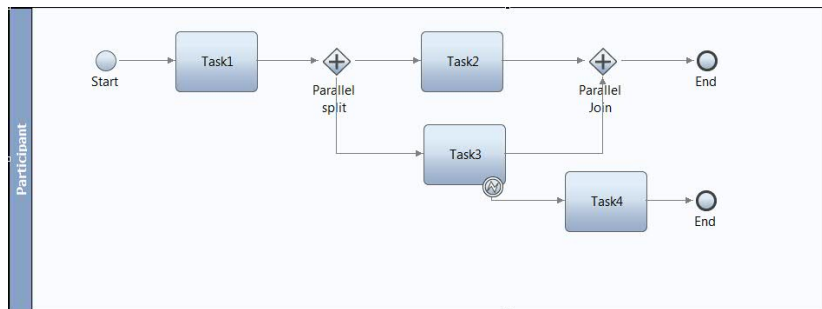 Participant
Start
Task1
Parallel
split
Task2
Parallel
Join
End
Task3
Task4
End